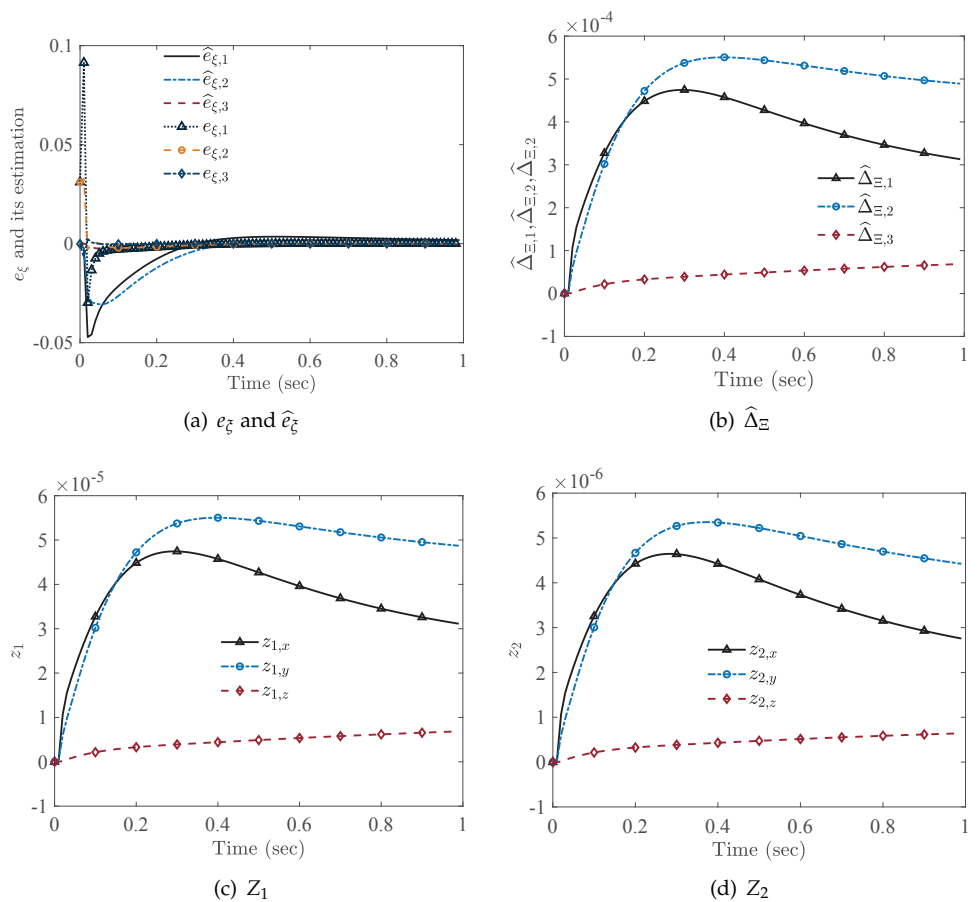 0.1
0.05
0
-0.05
e_ξ and its estimation
ê_ξ,1
ê_ξ,2
ê_ξ,3
e_ξ,1
e_ξ,2
e_ξ,3
0 0.2 0.4 0.6 0.8 1
Time (sec)
(a) e_ξ and ê_ξ
×10⁻⁴
6
5
4
3
2
1
0
-1
Δ̂_Ξ,1, Δ̂_Ξ,2, Δ̂_Ξ,2
Δ̂_Ξ,1
Δ̂_Ξ,2
Δ̂_Ξ,3
0 0.2 0.4 0.6 0.8 1
Time (sec)
(b) Δ̂_Ξ
×10⁻⁵
6
5
4
3
2
1
0
-1
z₁
z_1,x
z_1,y
z_1,z
0 0.2 0.4 0.6 0.8 1
Time (sec)
(c) Z₁
×10⁻⁶
6
5
4
3
2
1
0
-1
z₂
z_2,x
z_2,y
z_2,z
0 0.2 0.4 0.6 0.8 1
Time (sec)
(d) Z₂